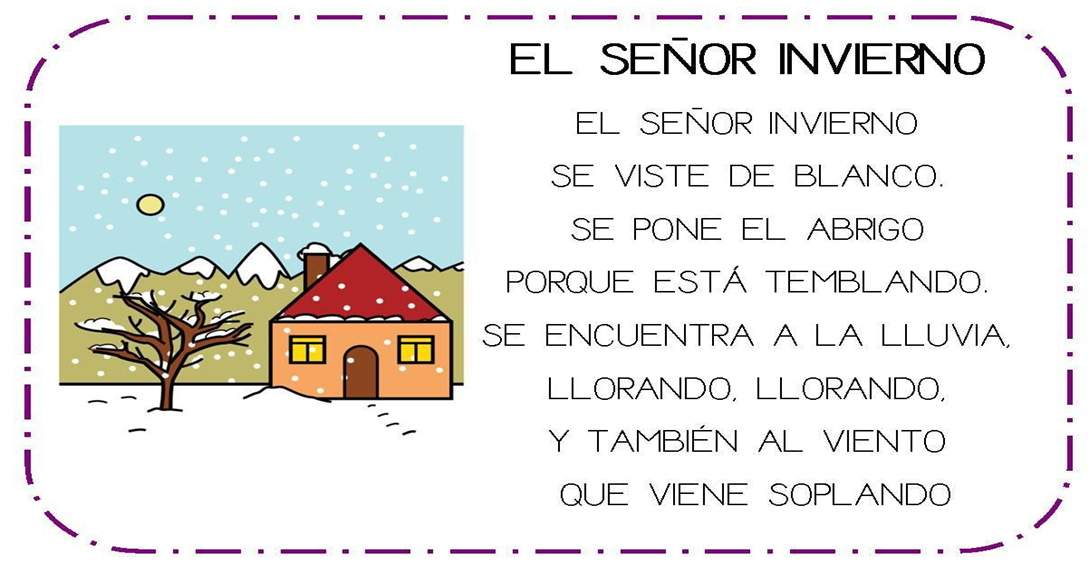 EL SEÑOR INVIERNO
EL SEÑOR INVIERNO
SE VISTE DE BLANCO.
SE PONE EL ABRIGO
PORQUE ESTÁ TEMBLANDO.
SE ENCUENTRA A LA LLUVIA,
LLORANDO, LLORANDO,
Y TAMBIÉN AL VIENTO
QUE VIENE SOPLANDO